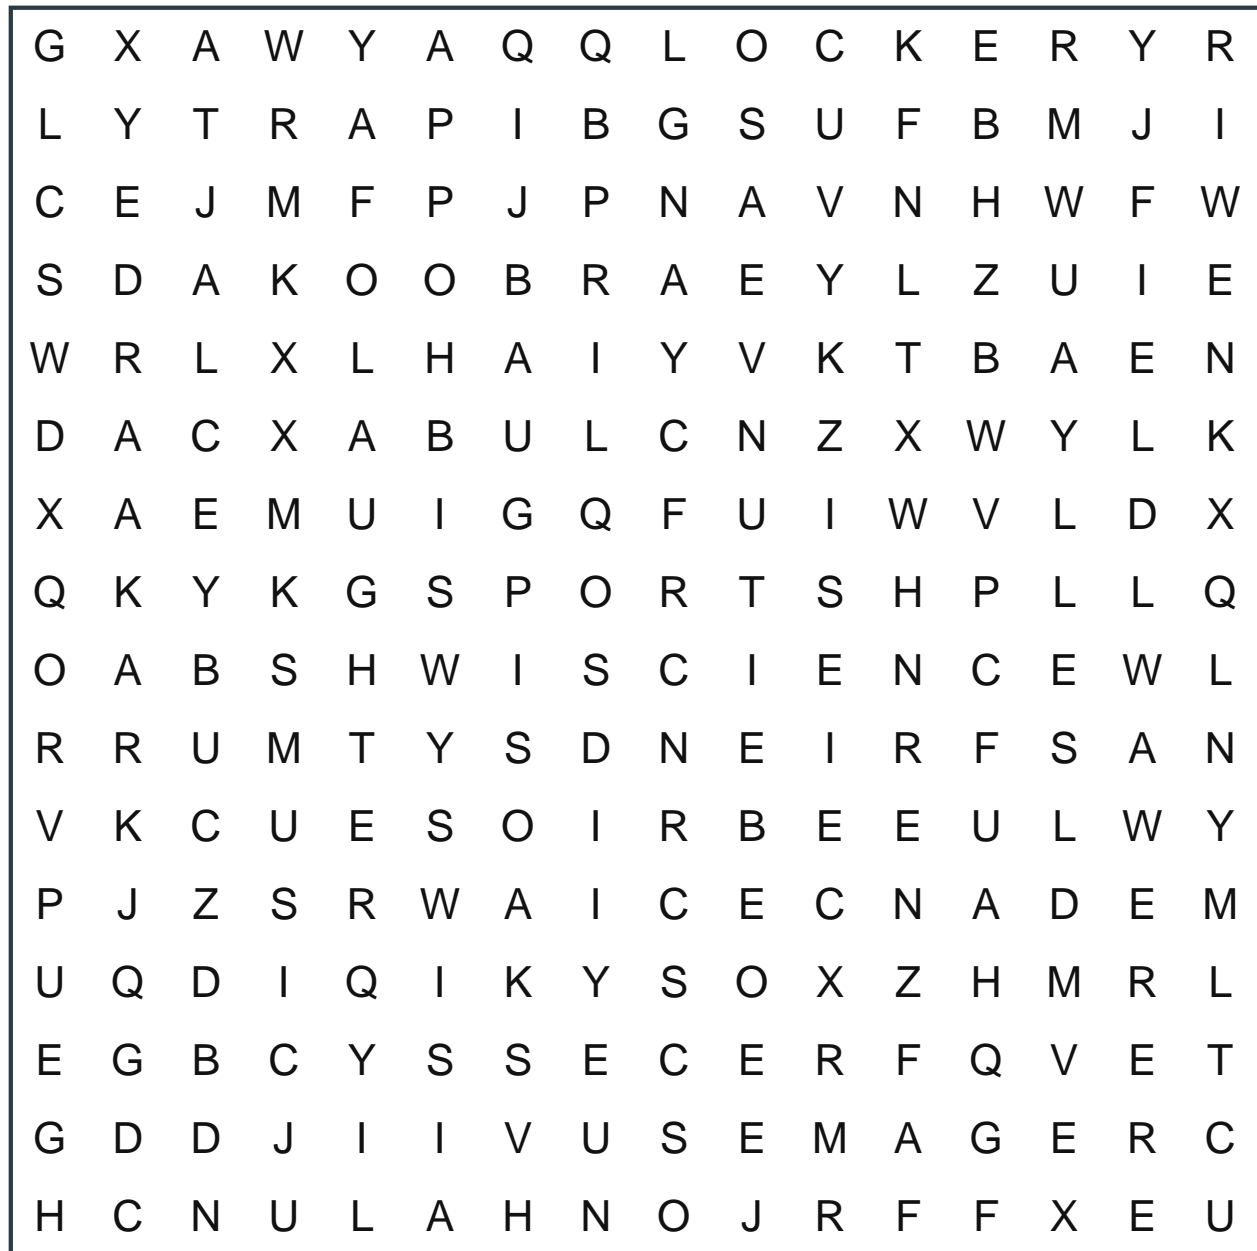 G X A W Y A Q Q L O C K E R Y R
L Y T R A P I B G S U F B M J I
C E J M F P J P N A V N H W F W
S D A K O O B R A E Y L Z U I E
W R L X L H A I Y V K T B A E N
D A C X A B U L C N Z X W Y L K
X A E M U I G Q F U I W V L D X
Q K Y K G S P O R T S H P L L Q
O A B S H W I S C I E N C E W L
R R U M T Y S D N E I R F S A N
V K C U E S O I R B E E U L W Y
P J Z S R W A I C E C N A D E M
U Q D I Q I K Y S O X Z H M R L
E G B C Y S S E C E R F Q V E T
G D D J I I V U S E M A G E R C
H C N U L A H N O J R F F X E U